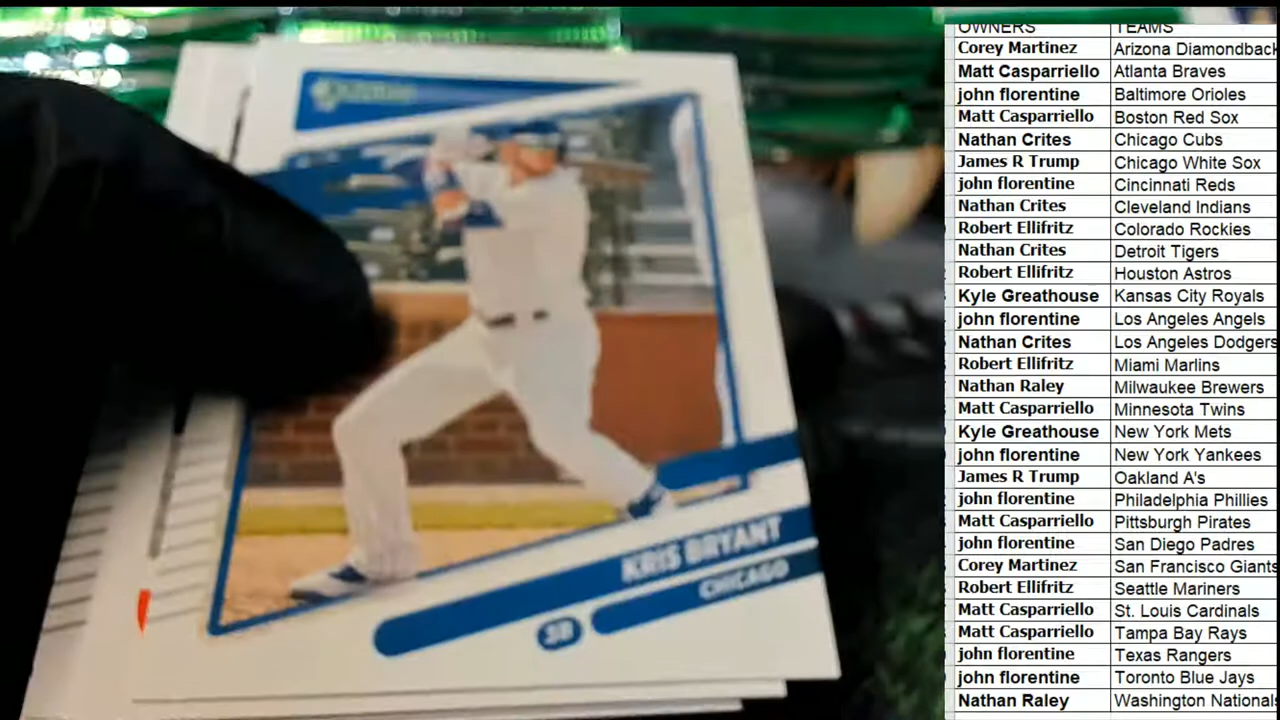 KRIS BRYANT
CHICAGO
3B
OWNERS TEAMS
Corey Martinez Arizona Diamondback
Matt Casparriello Atlanta Braves
john florentine Baltimore Orioles
Matt Casparriello Boston Red Sox
Nathan Crites Chicago Cubs
James R Trump Chicago White Sox
john florentine Cincinnati Reds
Nathan Crites Cleveland Indians
Robert Ellifritz Colorado Rockies
Nathan Crites Detroit Tigers
Robert Ellifritz Houston Astros
Kyle Greathouse Kansas City Royals
john florentine Los Angeles Angels
Nathan Crites Los Angeles Dodgers
Robert Ellifritz Miami Marlins
Nathan Raley Milwaukee Brewers
Matt Casparriello Minnesota Twins
Kyle Greathouse New York Mets
john florentine New York Yankees
James R Trump Oakland A's
john florentine Philadelphia Phillies
Matt Casparriello Pittsburgh Pirates
john florentine San Diego Padres
Corey Martinez San Francisco Giants
Robert Ellifritz Seattle Mariners
Matt Casparriello St. Louis Cardinals
Matt Casparriello Tampa Bay Rays
john florentine Texas Rangers
john florentine Toronto Blue Jays
Nathan Raley Washington Nationals